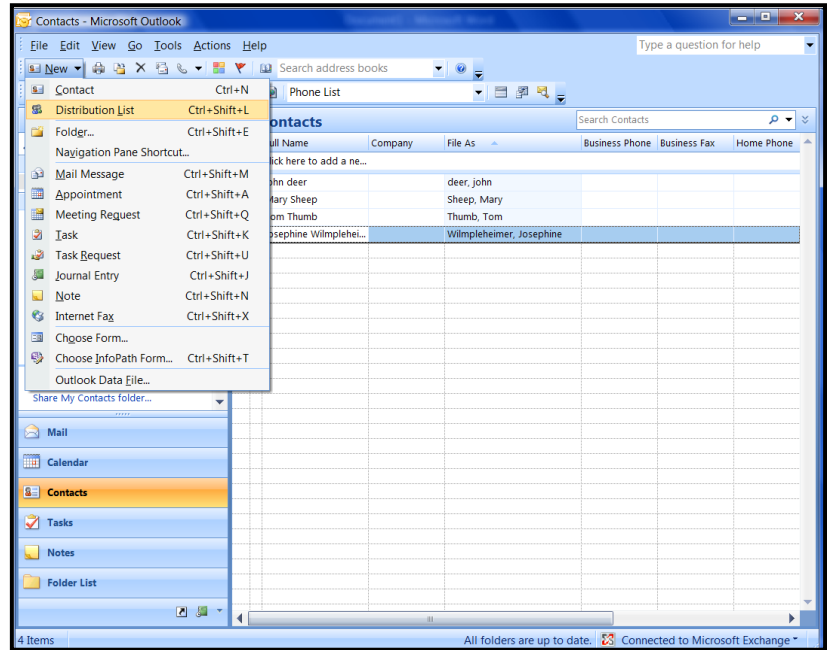 Contacts - Microsoft Outlook
File Edit View Go Tools Actions Help
Type a question for help
New
Search address books
Contact Ctrl+N
Phone List
Distribution List Ctrl+Shift+L
ontacts
Search Contacts
Folder... Ctrl+Shift+E
ull Name Company File As Business Phone Business Fax Home Phone
Navigation Pane Shortcut...
lick here to add a ne...
Mail Message Ctrl+Shift+M
ohn deer deer, john
Appointment Ctrl+Shift+A
Mary Sheep Sheep, Mary
Meeting Request Ctrl+Shift+Q
om Thumb Thumb, Tom
Task Ctrl+Shift+K
osephine Wilmplehei... Wilmpleheimer, Josephine
Task Request Ctrl+Shift+U
Journal Entry Ctrl+Shift+J
Note Ctrl+Shift+N
Internet Fax Ctrl+Shift+X
Choose Form...
Choose InfoPath Form... Ctrl+Shift+T
Outlook Data File...
Share My Contacts folder...
Mail
Calendar
Contacts
Tasks
Notes
Folder List
4 Items
All folders are up to date. Connected to Microsoft Exchange